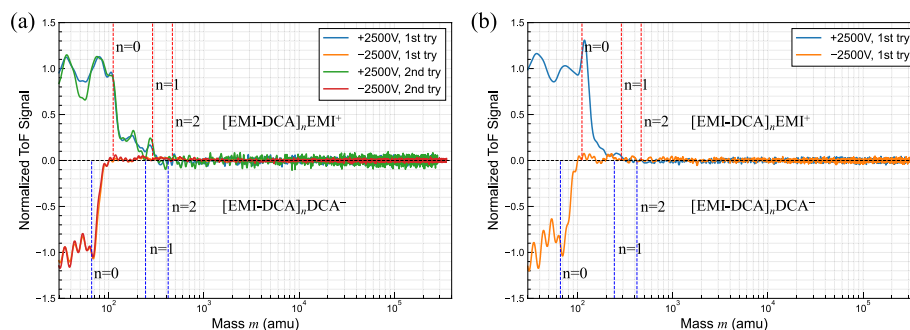 (a)
Normalized ToF Signal
1.5
1.0
0.5
0.0
−0.5
−1.0
−1.5
n=0
n=1
n=2
+2500V, 1st try
−2500V, 1st try
+2500V, 2nd try
−2500V, 2nd try
[EMI-DCA]ₙEMI⁺
[EMI-DCA]ₙDCA⁻
n=2
n=1
n=0
10² 10³ 10⁴ 10⁵
Mass m (amu)
(b)
Normalized ToF Signal
1.5
1.0
0.5
0.0
−0.5
−1.0
−1.5
n=0
n=1
n=2
+2500V, 1st try
−2500V, 1st try
[EMI-DCA]ₙEMI⁺
[EMI-DCA]ₙDCA⁻
n=2
n=1
n=0
10² 10³ 10⁴ 10⁵
Mass m (amu)